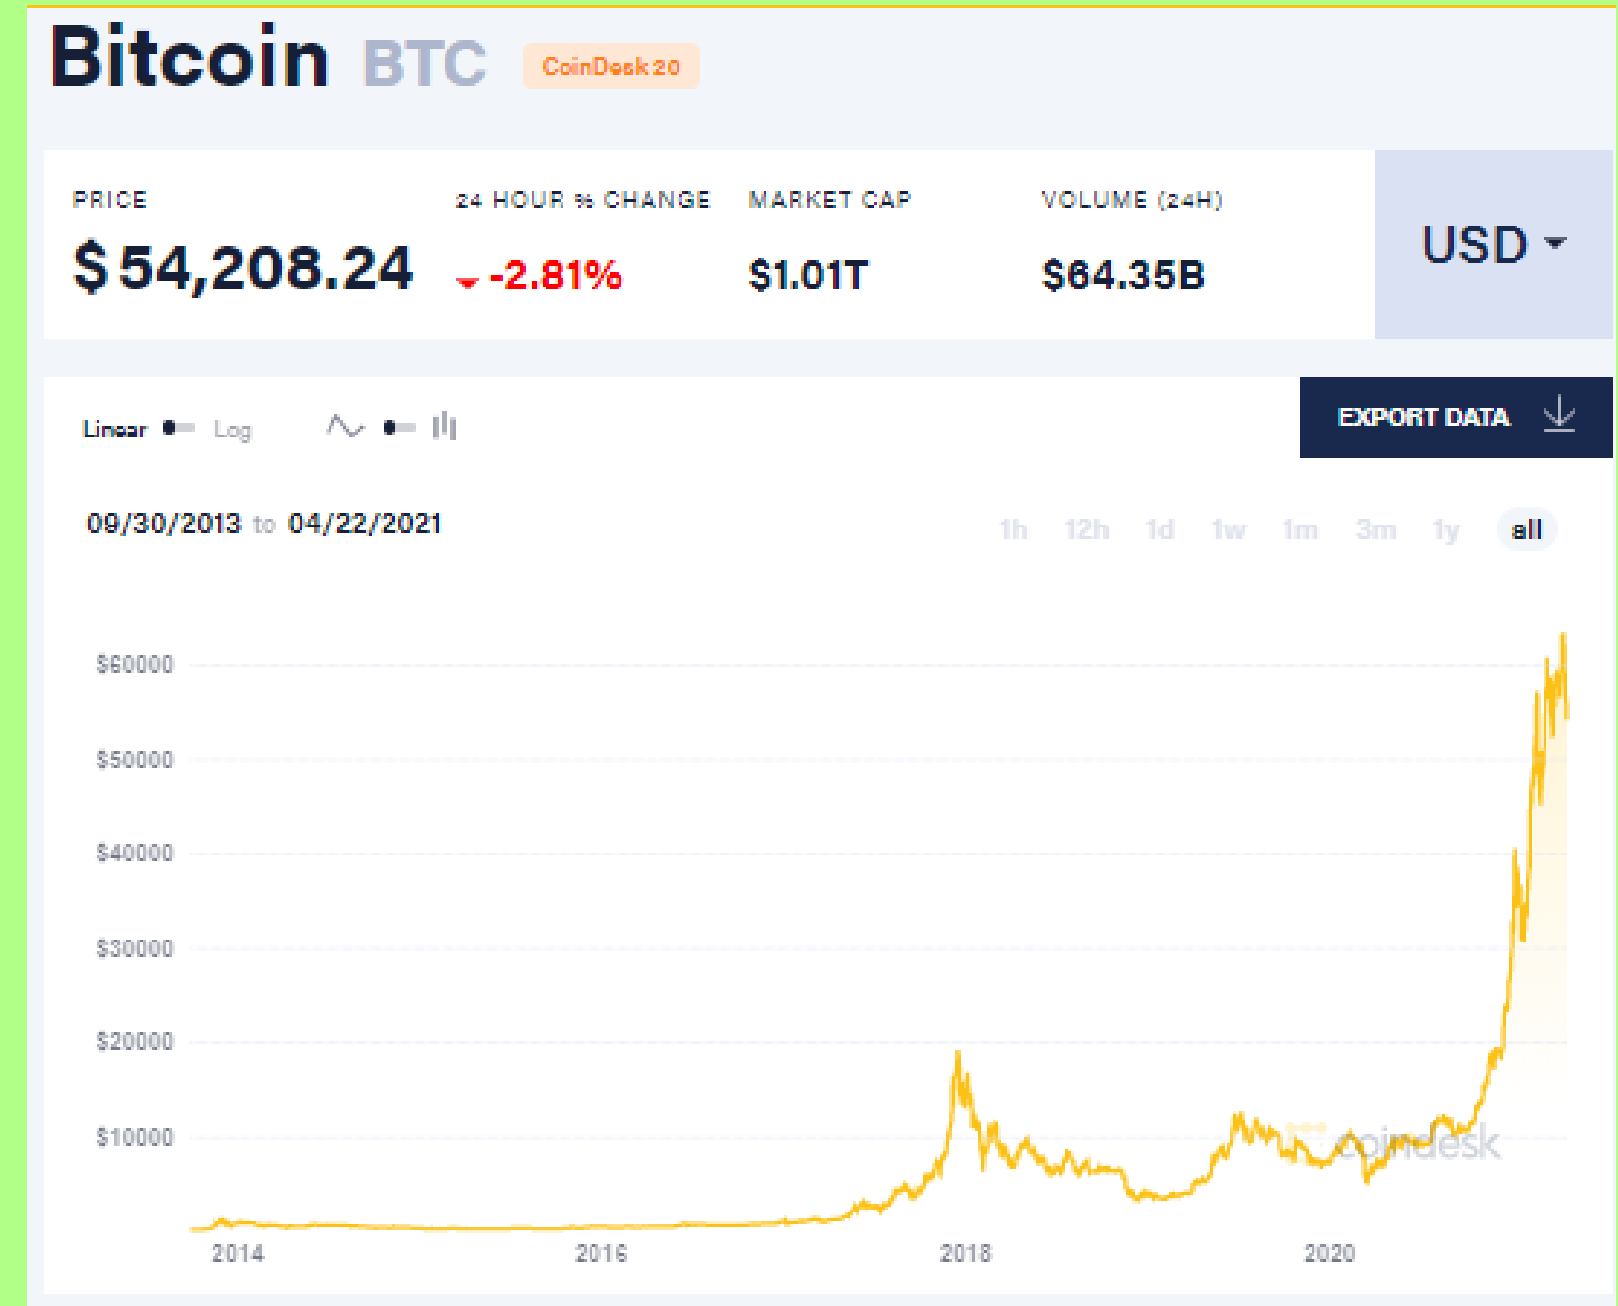 Bitcoin BTC CoinDesk 20
PRICE 24 HOUR % CHANGE MARKET CAP VOLUME (24H)
$54,208.24 -2.81% $1.01T $64.35B USD
EXPORT DATA
Linear Log
09/30/2013 to 04/22/2021
1h 12h 1d 1w 1m 3m 1y all
$60000
$50000
$40000
$30000
$20000
$10000
coindesk
2014 2016 2018 2020